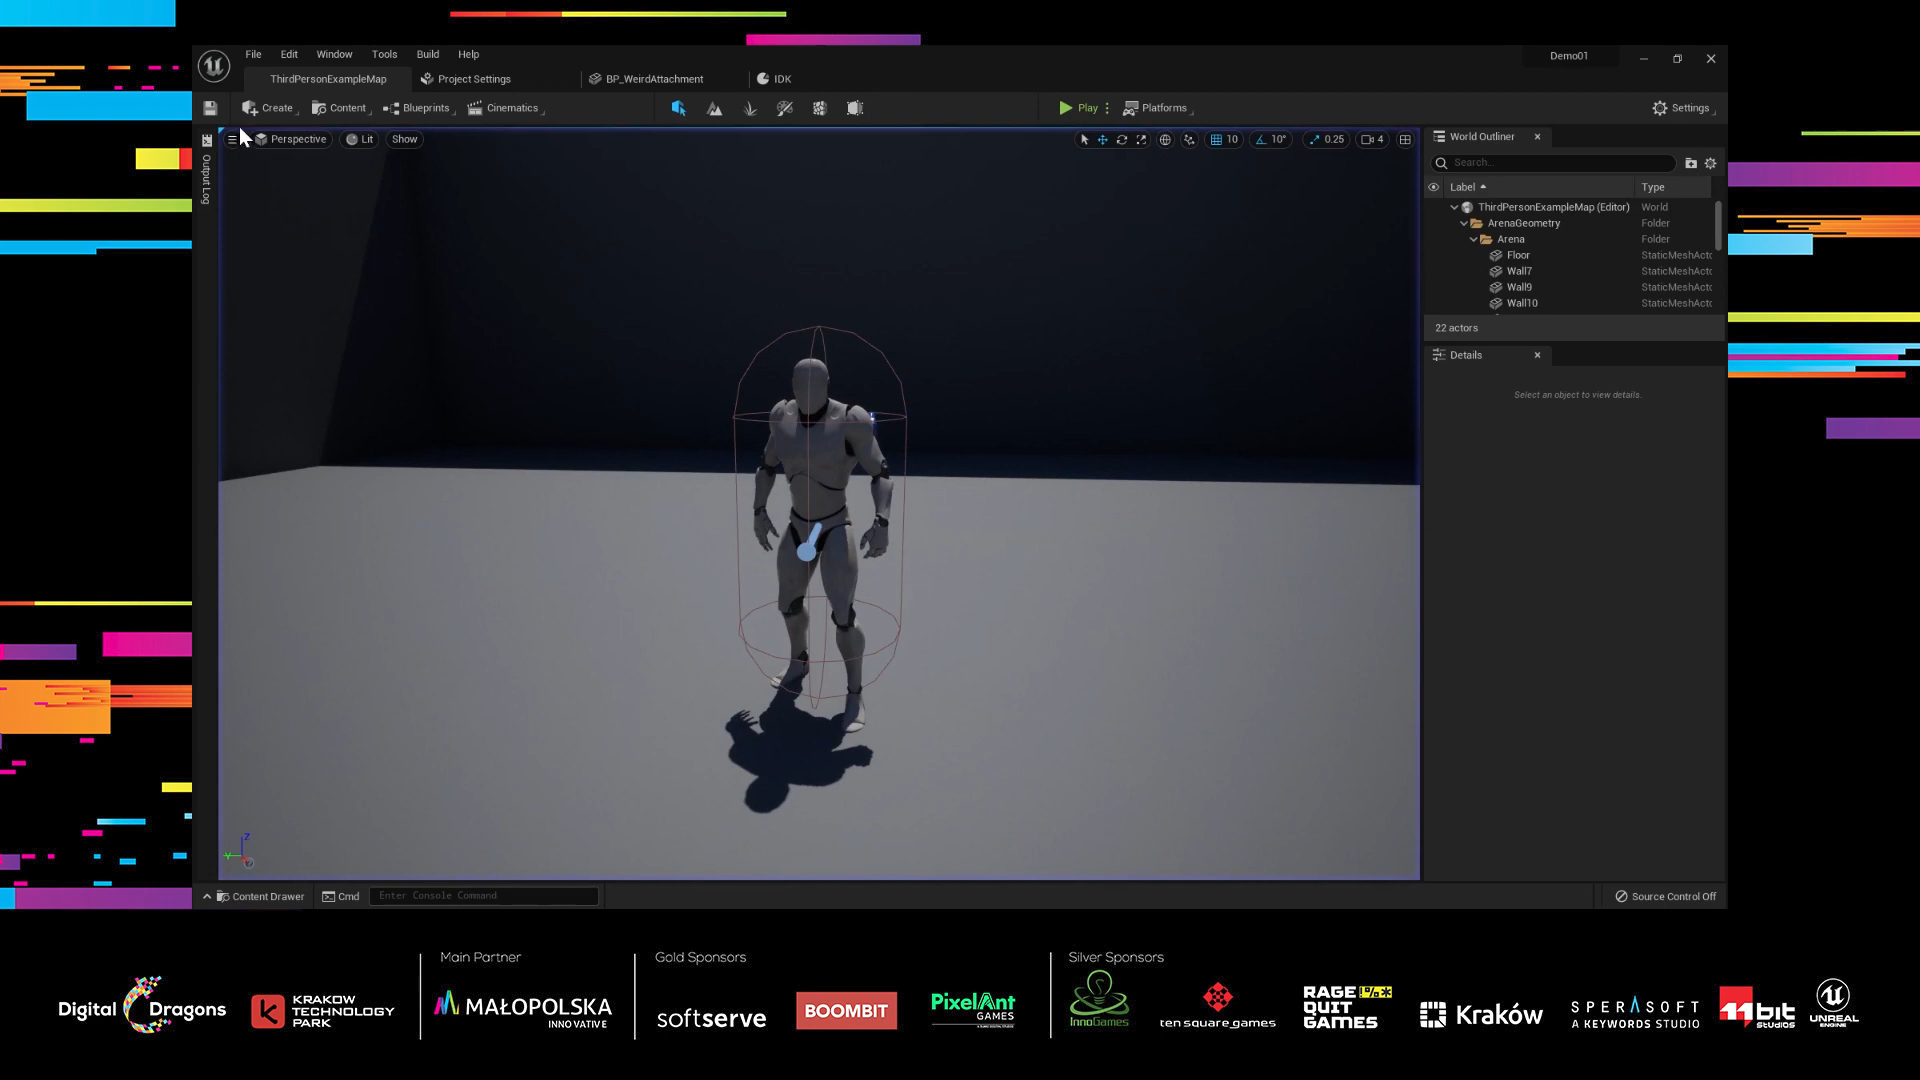 File Edit Window Tools Build Help
Demo01
ThirdPersonExampleMap Project Settings BP_WeirdAttachment IDK
Create Content Blueprints Cinematics Play Platforms Settings
Output Log
Perspective Lit Show 10 10° 0.25 4
World Outliner
Search...
Label Type
ThirdPersonExampleMap (Editor) World
ArenaGeometry Folder
Arena Folder
Floor StaticMeshActo
Wall7 StaticMeshActo
Wall9 StaticMeshActo
Wall10 StaticMeshActo
22 actors
Details
Select an object to view details.
Z
Y
Content Drawer Cmd Enter Console Command Source Control Off
Main Partner
Gold Sponsors
Silver Sponsors
Digital Dragons
KRAKOW
TECHNOLOGY
PARK
MAŁOPOLSKA
INNOVATIVE
softserve
BOOMBIT
PixelAnt
GAMES
InnoGames
ten square games
RAGE !%*
QUIT
GAMES
Kraków
SPERASOFT
A KEYWORDS STUDIO
11bit
STUDIOS
UNREAL
ENGINE